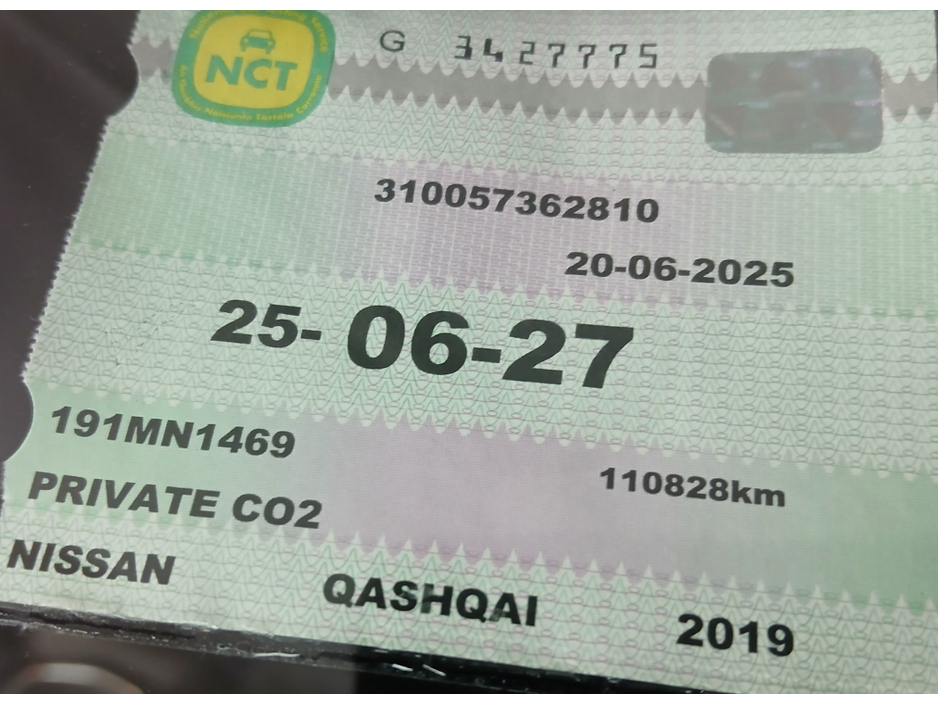 NCT
G 3427775
310057362810
20-06-2025
25-06-27
191MN1469
110828km
PRIVATE CO2
NISSAN QASHQAI 2019